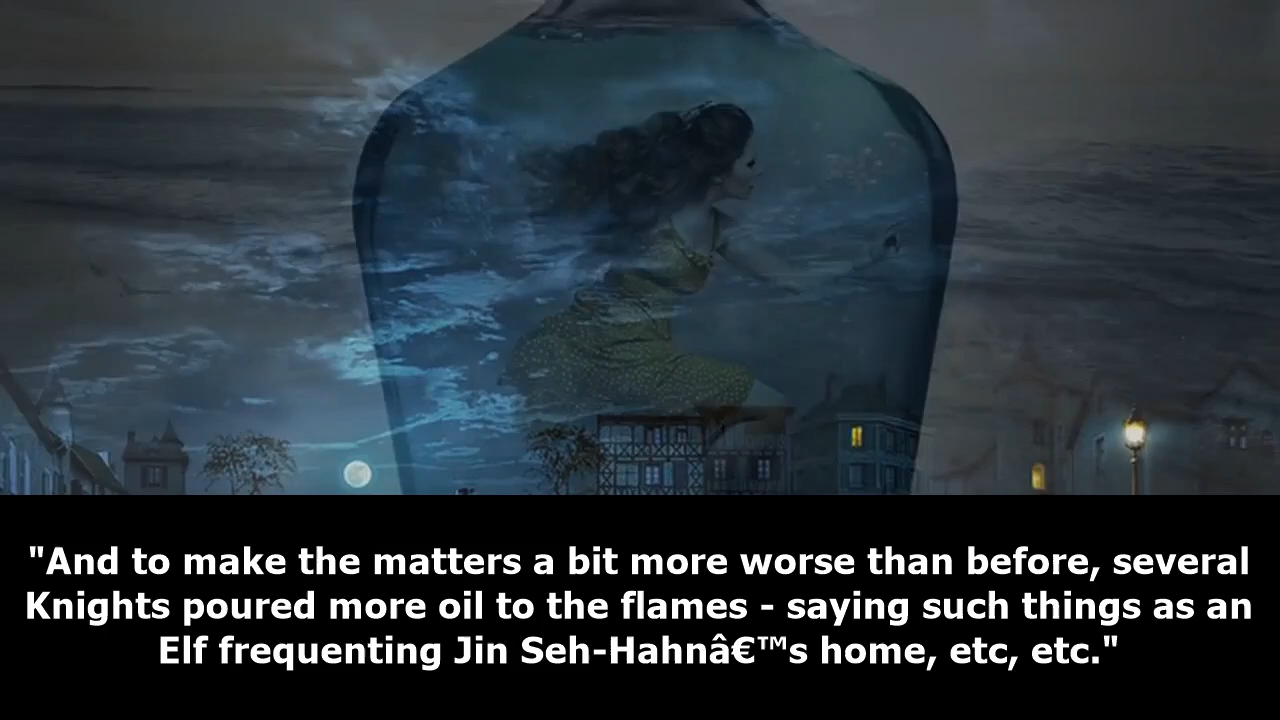 "And to make the matters a bit more worse than before, several
Knights poured more oil to the flames - saying such things as an
Elf frequenting Jin Seh-Hahnâ€™s home, etc, etc."